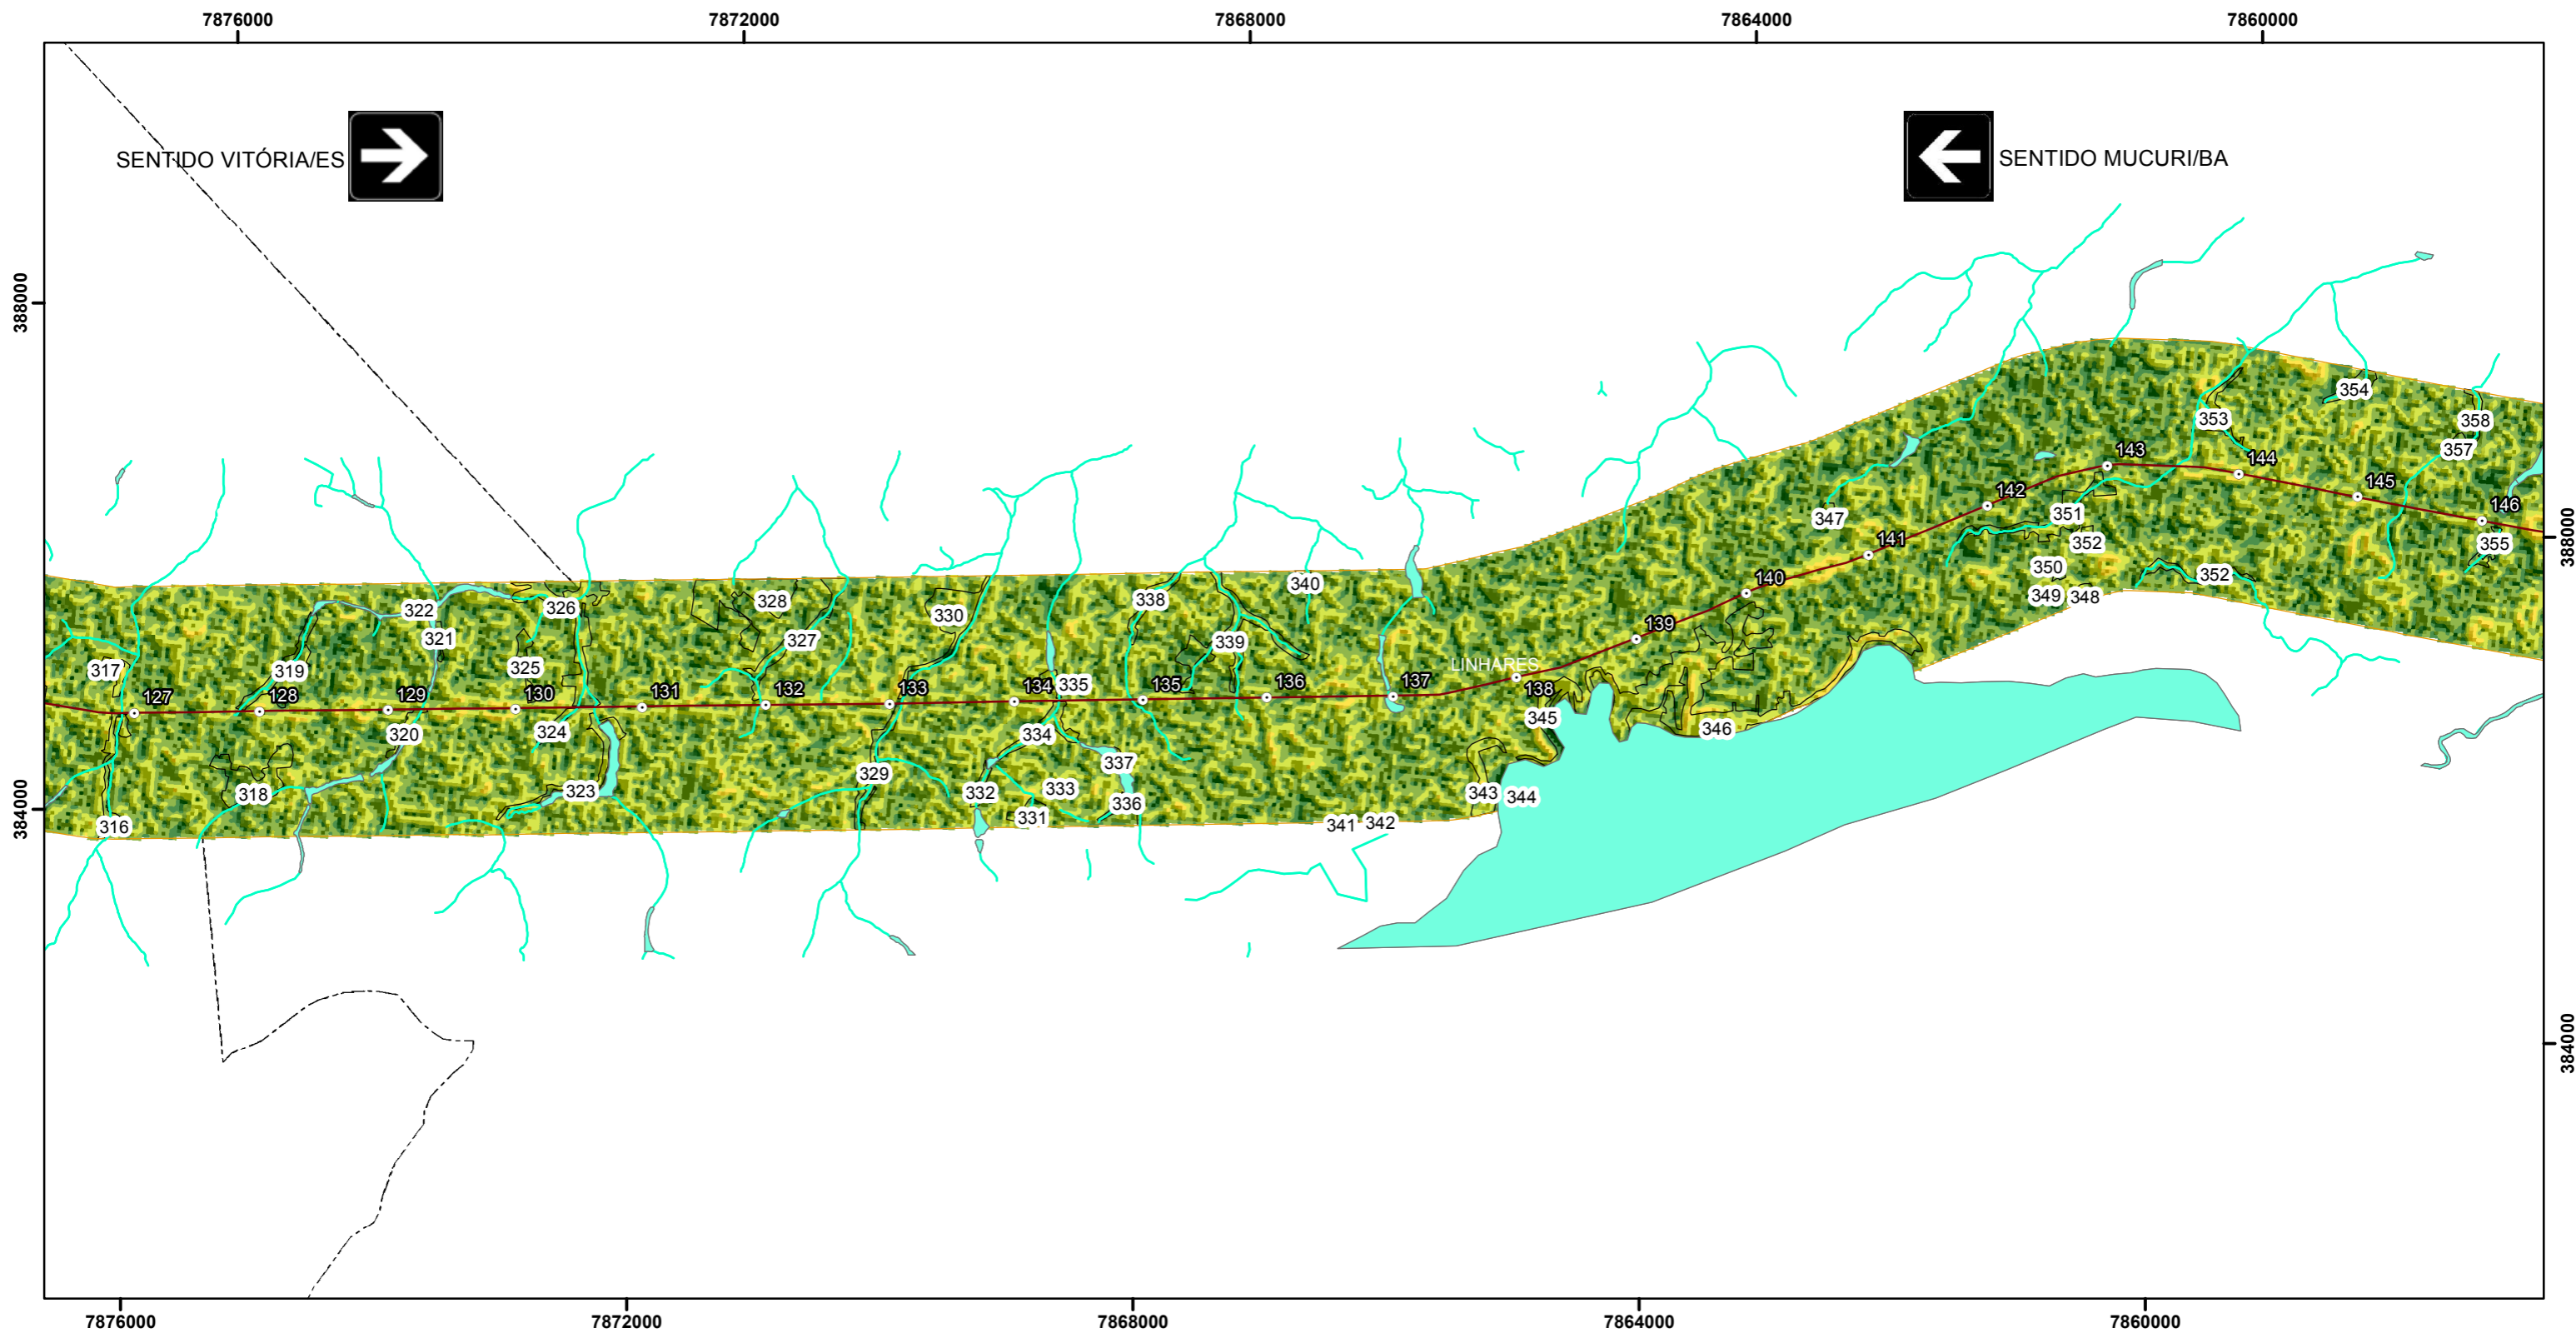 7876000 7872000 7868000 7864000 7860000
SENTIDO VITÓRIA/ES
SENTIDO MUCURI/BA
388000
388000
384000
384000
LINHARES
127 128 129 130 131 132 133 134 135 136 137 138 139 140 141 142 143 144 145 146
316 317 318 319 320 321 322 323 324 325 326 327 328 329 330 331 332 333 334 335 336 337 338 339 340 341 342 343 344 345 346 347 348 349 350 351 352 352 353 354 355 357 358
7876000 7872000 7868000 7864000 7860000